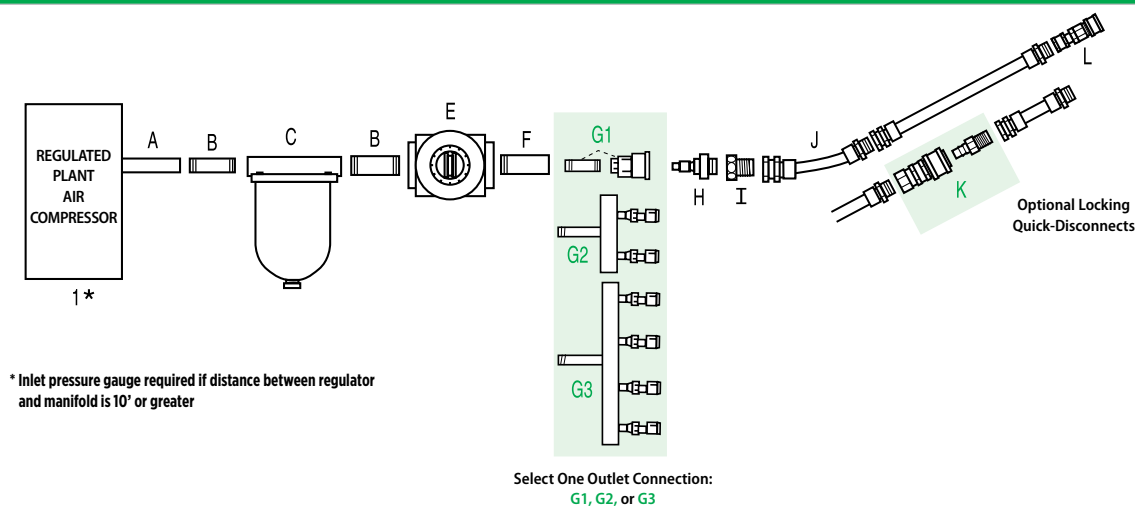 REGULATED
PLANT
AIR
COMPRESSOR
1*
A
B
C
B
E
F
G1
G2
G3
H
I
J
K
L
Optional Locking
Quick-Disconnects
* Inlet pressure gauge required if distance between regulator
and manifold is 10’ or greater
Select One Outlet Connection:
G1, G2, or G3